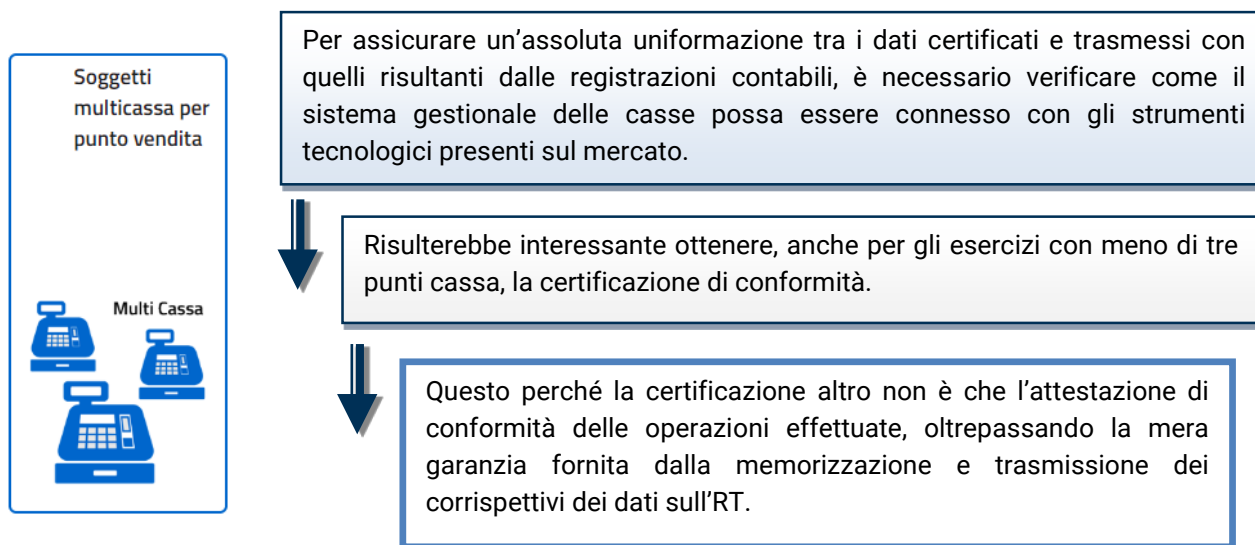 Soggetti
multicassa per
punto vendita
Multi Cassa
Per assicurare un’assoluta uniformazione tra i dati certificati e trasmessi con
quelli risultanti dalle registrazioni contabili, è necessario verificare come il
sistema gestionale delle casse possa essere connesso con gli strumenti
tecnologici presenti sul mercato.
Risulterebbe interessante ottenere, anche per gli esercizi con meno di tre
punti cassa, la certificazione di conformità.
Questo perché la certificazione altro non è che l’attestazione di
conformità delle operazioni effettuate, oltrepassando la mera
garanzia fornita dalla memorizzazione e trasmissione dei
corrispettivi dei dati sull’RT.